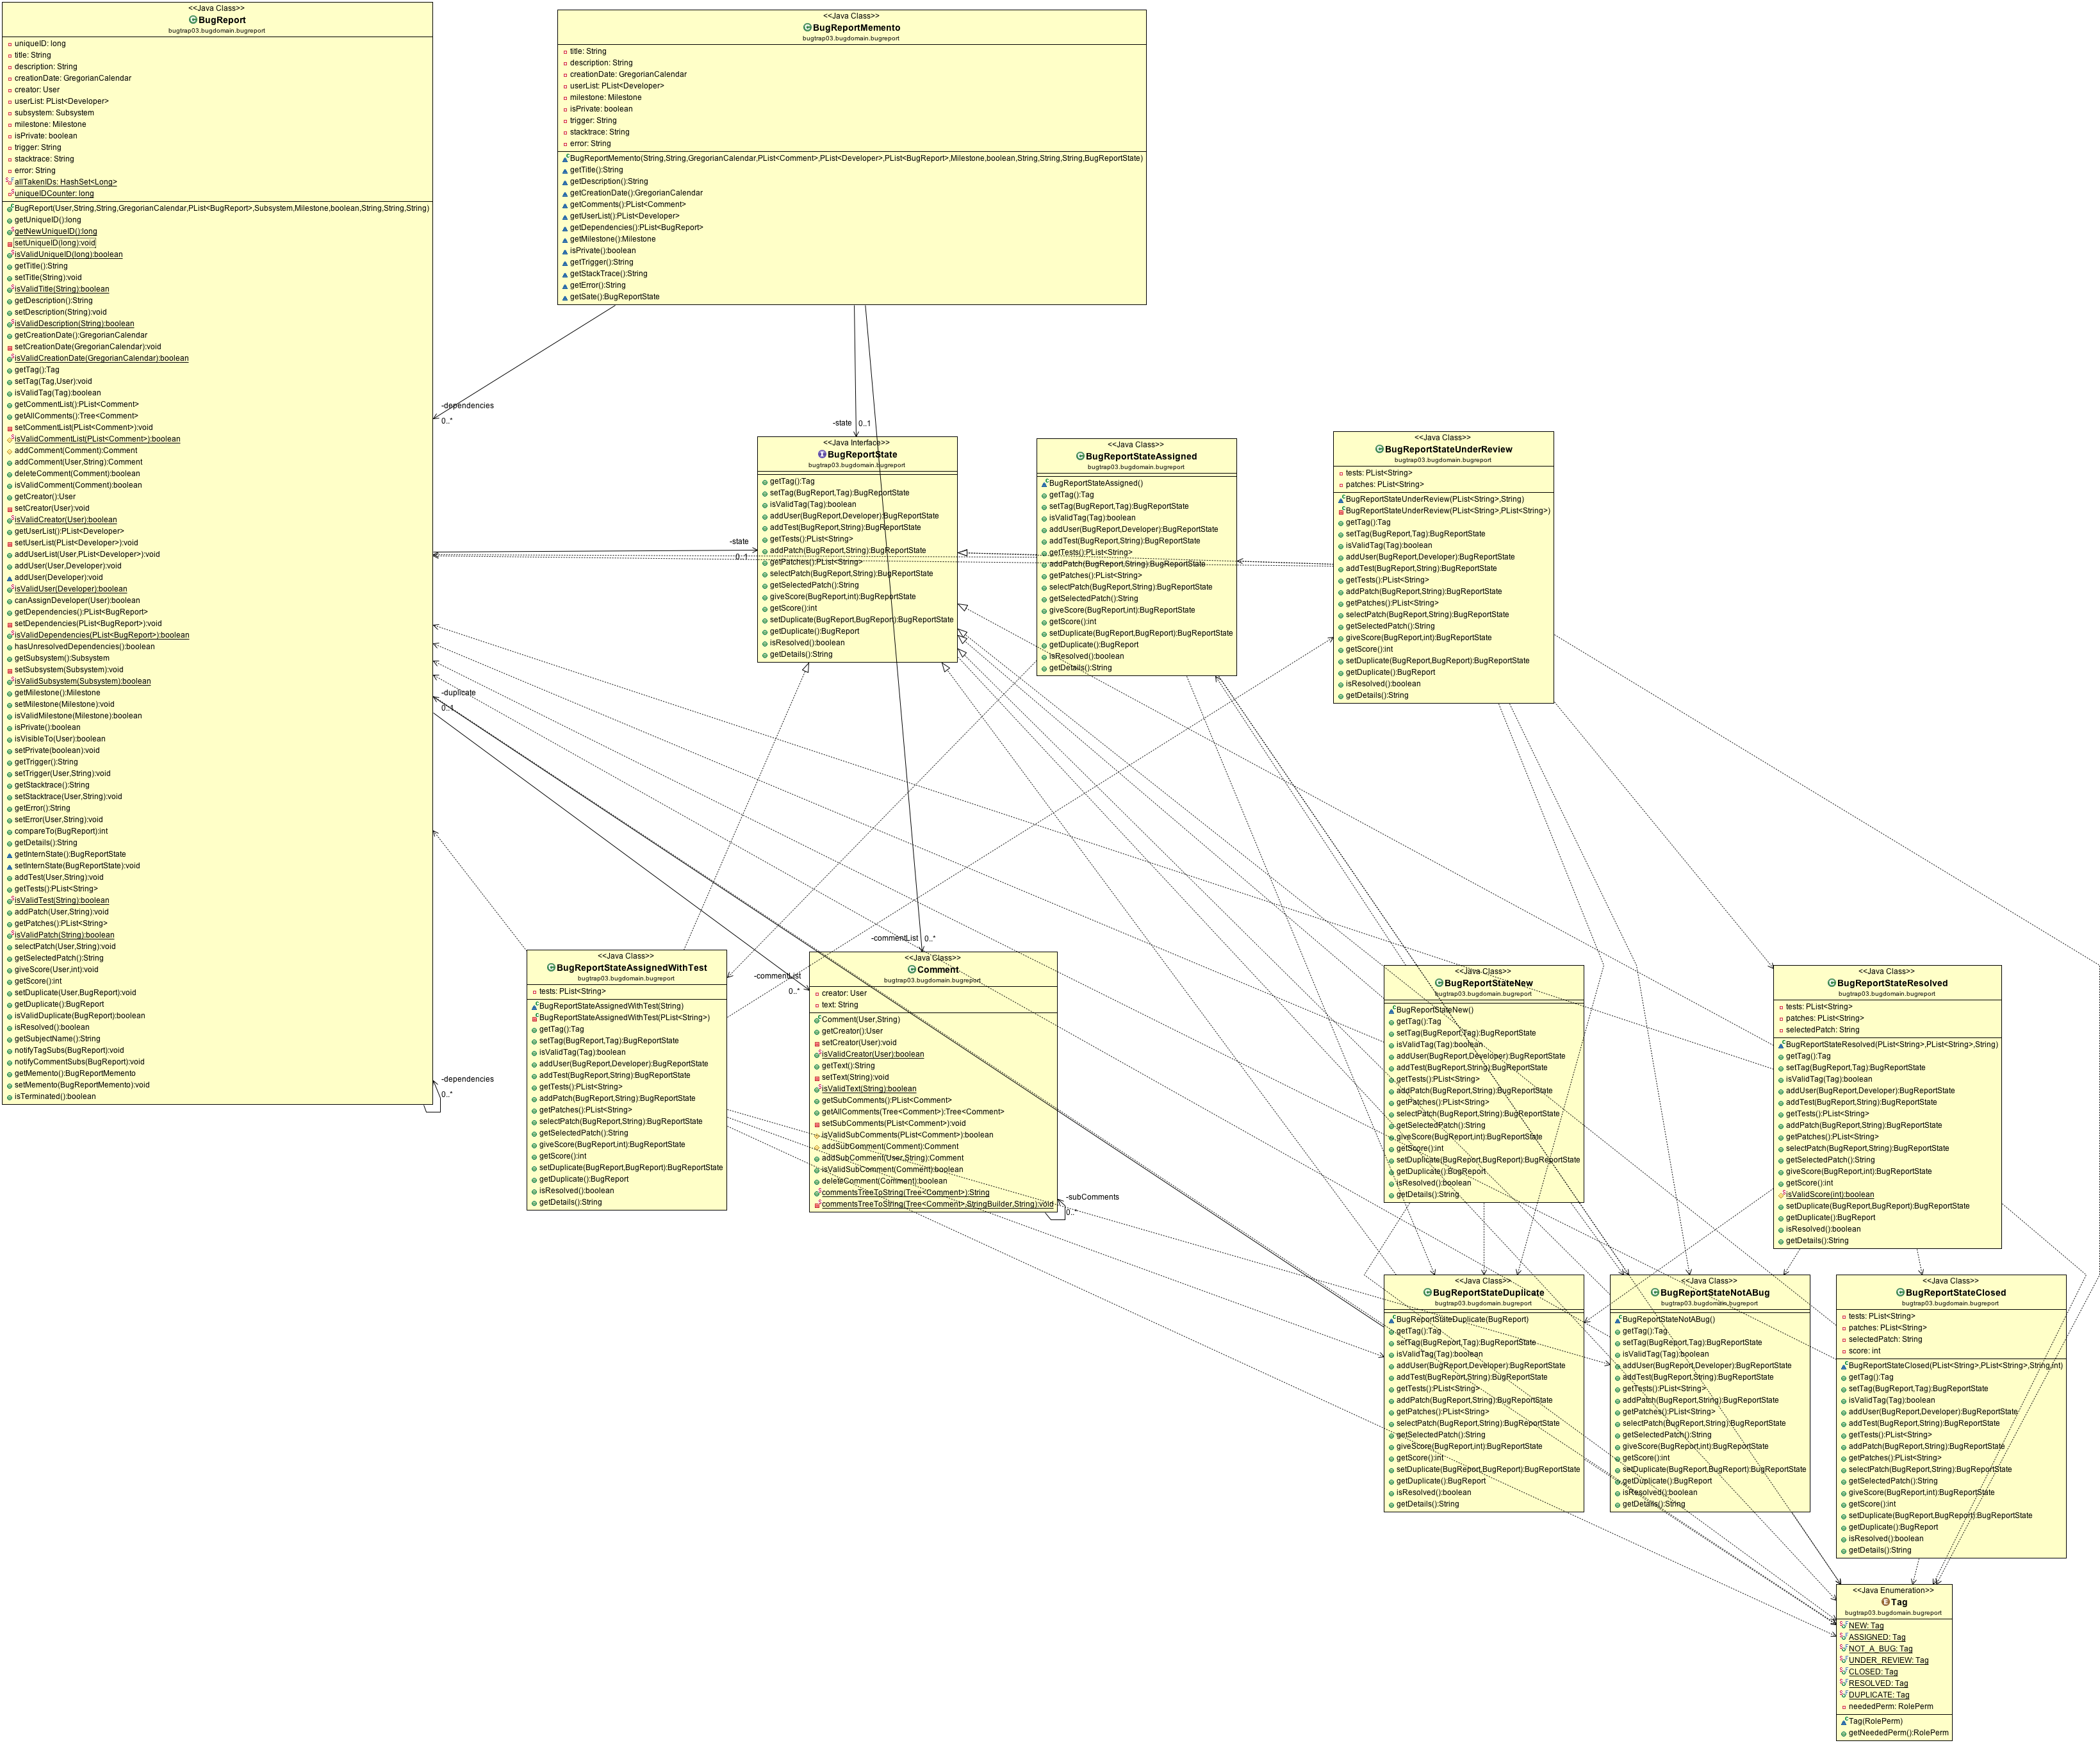 <<Java Class>>
BugReport
bugtrap03.bugdomain.bugreport
uniqueID: long
title: String
description: String
creationDate: GregorianCalendar
creator: User
userList: PList<Developer>
subsystem: Subsystem
milestone: Milestone
isPrivate: boolean
trigger: String
stacktrace: String
error: String
allTakenIDs: HashSet<Long>
uniqueIDCounter: long
BugReport(User,String,String,GregorianCalendar,PList<BugReport>,Subsystem,Milestone,boolean,String,String,String)
getUniqueID():long
getNewUniqueID():long
setUniqueID(long):void
isValidUniqueID(long):boolean
getTitle():String
setTitle(String):void
isValidTitle(String):boolean
getDescription():String
setDescription(String):void
isValidDescription(String):boolean
getCreationDate():GregorianCalendar
setCreationDate(GregorianCalendar):void
isValidCreationDate(GregorianCalendar):boolean
getTag():Tag
setTag(Tag,User):void
isValidTag(Tag):boolean
getCommentList():PList<Comment>
getAllComments():Tree<Comment>
setCommentList(PList<Comment>):void
isValidCommentList(PList<Comment>):boolean
addComment(Comment):Comment
addComment(User,String):Comment
deleteComment(Comment):boolean
isValidComment(Comment):boolean
getCreator():User
setCreator(User):void
isValidCreator(User):boolean
getUserList():PList<Developer>
setUserList(PList<Developer>):void
addUserList(User,PList<Developer>):void
addUser(User,Developer):void
addUser(Developer):void
isValidUser(Developer):boolean
canAssignDeveloper(User):boolean
getDependencies():PList<BugReport>
setDependencies(PList<BugReport>):void
isValidDependencies(PList<BugReport>):boolean
hasUnresolvedDependencies():boolean
getSubsystem():Subsystem
setSubsystem(Subsystem):void
isValidSubsystem(Subsystem):boolean
getMilestone():Milestone
setMilestone(Milestone):void
isValidMilestone(Milestone):boolean
isPrivate():boolean
isVisibleTo(User):boolean
setPrivate(boolean):void
getTrigger():String
setTrigger(User,String):void
getStacktrace():String
setStacktrace(User,String):void
getError():String
setError(User,String):void
compareTo(BugReport):int
getDetails():String
getInternState():BugReportState
setInternState(BugReportState):void
addTest(User,String):void
getTests():PList<String>
isValidTest(String):boolean
addPatch(User,String):void
getPatches():PList<String>
isValidPatch(String):boolean
selectPatch(User,String):void
getSelectedPatch():String
giveScore(User,int):void
getScore():int
setDuplicate(User,BugReport):void
getDuplicate():BugReport
isValidDuplicate(BugReport):boolean
isResolved():boolean
getSubjectName():String
notifyTagSubs(BugReport):void
notifyCommentSubs(BugReport):void
getMemento():BugReportMemento
setMemento(BugReportMemento):void
isTerminated():boolean
<<Java Class>>
BugReportMemento
bugtrap03.bugdomain.bugreport
title: String
description: String
creationDate: GregorianCalendar
userList: PList<Developer>
milestone: Milestone
isPrivate: boolean
trigger: String
stacktrace: String
error: String
BugReportMemento(String,String,GregorianCalendar,PList<Comment>,PList<Developer>,PList<BugReport>,Milestone,boolean,String,String,String,BugReportState)
getTitle():String
getDescription():String
getCreationDate():GregorianCalendar
getComments():PList<Comment>
getUserList():PList<Developer>
getDependencies():PList<BugReport>
getMilestone():Milestone
isPrivate():boolean
getTrigger():String
getStackTrace():String
getError():String
getSate():BugReportState
-dependencies
0..*
-state
0..1
<<Java Interface>>
BugReportState
bugtrap03.bugdomain.bugreport
getTag():Tag
setTag(BugReport,Tag):BugReportState
isValidTag(Tag):boolean
addUser(BugReport,Developer):BugReportState
addTest(BugReport,String):BugReportState
getTests():PList<String>
addPatch(BugReport,String):BugReportState
getPatches():PList<String>
selectPatch(BugReport,String):BugReportState
getSelectedPatch():String
giveScore(BugReport,int):BugReportState
getScore():int
setDuplicate(BugReport,BugReport):BugReportState
getDuplicate():BugReport
isResolved():boolean
getDetails():String
<<Java Class>>
BugReportStateAssigned
bugtrap03.bugdomain.bugreport
BugReportStateAssigned()
getTag():Tag
setTag(BugReport,Tag):BugReportState
isValidTag(Tag):boolean
addUser(BugReport,Developer):BugReportState
addTest(BugReport,String):BugReportState
getTests():PList<String>
addPatch(BugReport,String):BugReportState
getPatches():PList<String>
selectPatch(BugReport,String):BugReportState
getSelectedPatch():String
giveScore(BugReport,int):BugReportState
getScore():int
setDuplicate(BugReport,BugReport):BugReportState
getDuplicate():BugReport
isResolved():boolean
getDetails():String
<<Java Class>>
BugReportStateUnderReview
bugtrap03.bugdomain.bugreport
tests: PList<String>
patches: PList<String>
BugReportStateUnderReview(PList<String>,String)
BugReportStateUnderReview(PList<String>,PList<String>)
getTag():Tag
setTag(BugReport,Tag):BugReportState
isValidTag(Tag):boolean
addUser(BugReport,Developer):BugReportState
addTest(BugReport,String):BugReportState
getTests():PList<String>
addPatch(BugReport,String):BugReportState
getPatches():PList<String>
selectPatch(BugReport,String):BugReportState
getSelectedPatch():String
giveScore(BugReport,int):BugReportState
getScore():int
setDuplicate(BugReport,BugReport):BugReportState
getDuplicate():BugReport
isResolved():boolean
getDetails():String
-state
0..1
-duplicate
0..1
-dependencies
0..*
-commentList
0..*
-commentList
0..*
<<Java Class>>
BugReportStateAssignedWithTest
bugtrap03.bugdomain.bugreport
tests: PList<String>
BugReportStateAssignedWithTest(String)
BugReportStateAssignedWithTest(PList<String>)
getTag():Tag
setTag(BugReport,Tag):BugReportState
isValidTag(Tag):boolean
addUser(BugReport,Developer):BugReportState
addTest(BugReport,String):BugReportState
getTests():PList<String>
addPatch(BugReport,String):BugReportState
getPatches():PList<String>
selectPatch(BugReport,String):BugReportState
getSelectedPatch():String
giveScore(BugReport,int):BugReportState
getScore():int
setDuplicate(BugReport,BugReport):BugReportState
getDuplicate():BugReport
isResolved():boolean
getDetails():String
<<Java Class>>
Comment
bugtrap03.bugdomain.bugreport
creator: User
text: String
Comment(User,String)
getCreator():User
setCreator(User):void
isValidCreator(User):boolean
getText():String
setText(String):void
isValidText(String):boolean
getSubComments():PList<Comment>
getAllComments(Tree<Comment>):Tree<Comment>
setSubComments(PList<Comment>):void
isValidSubComments(PList<Comment>):boolean
addSubComment(Comment):Comment
addSubComment(User,String):Comment
isValidSubComment(Comment):boolean
deleteComment(Comment):boolean
commentsTreeToString(Tree<Comment>):String
commentsTreeToString(Tree<Comment>,StringBuilder,String):void
-subComments
0..*
<<Java Class>>
BugReportStateNew
bugtrap03.bugdomain.bugreport
BugReportStateNew()
getTag():Tag
setTag(BugReport,Tag):BugReportState
isValidTag(Tag):boolean
addUser(BugReport,Developer):BugReportState
addTest(BugReport,String):BugReportState
getTests():PList<String>
addPatch(BugReport,String):BugReportState
getPatches():PList<String>
selectPatch(BugReport,String):BugReportState
getSelectedPatch():String
giveScore(BugReport,int):BugReportState
getScore():int
setDuplicate(BugReport,BugReport):BugReportState
getDuplicate():BugReport
isResolved():boolean
getDetails():String
<<Java Class>>
BugReportStateResolved
bugtrap03.bugdomain.bugreport
tests: PList<String>
patches: PList<String>
selectedPatch: String
BugReportStateResolved(PList<String>,PList<String>,String)
getTag():Tag
setTag(BugReport,Tag):BugReportState
isValidTag(Tag):boolean
addUser(BugReport,Developer):BugReportState
addTest(BugReport,String):BugReportState
getTests():PList<String>
addPatch(BugReport,String):BugReportState
getPatches():PList<String>
selectPatch(BugReport,String):BugReportState
getSelectedPatch():String
giveScore(BugReport,int):BugReportState
getScore():int
isValidScore(int):boolean
setDuplicate(BugReport,BugReport):BugReportState
getDuplicate():BugReport
isResolved():boolean
getDetails():String
<<Java Class>>
BugReportStateDuplicate
bugtrap03.bugdomain.bugreport
BugReportStateDuplicate(BugReport)
getTag():Tag
setTag(BugReport,Tag):BugReportState
isValidTag(Tag):boolean
addUser(BugReport,Developer):BugReportState
addTest(BugReport,String):BugReportState
getTests():PList<String>
addPatch(BugReport,String):BugReportState
getPatches():PList<String>
selectPatch(BugReport,String):BugReportState
getSelectedPatch():String
giveScore(BugReport,int):BugReportState
getScore():int
setDuplicate(BugReport,BugReport):BugReportState
getDuplicate():BugReport
isResolved():boolean
getDetails():String
<<Java Class>>
BugReportStateNotABug
bugtrap03.bugdomain.bugreport
BugReportStateNotABug()
getTag():Tag
setTag(BugReport,Tag):BugReportState
isValidTag(Tag):boolean
addUser(BugReport,Developer):BugReportState
addTest(BugReport,String):BugReportState
getTests():PList<String>
addPatch(BugReport,String):BugReportState
getPatches():PList<String>
selectPatch(BugReport,String):BugReportState
getSelectedPatch():String
giveScore(BugReport,int):BugReportState
getScore():int
setDuplicate(BugReport,BugReport):BugReportState
getDuplicate():BugReport
isResolved():boolean
getDetails():String
<<Java Class>>
BugReportStateClosed
bugtrap03.bugdomain.bugreport
tests: PList<String>
patches: PList<String>
selectedPatch: String
score: int
BugReportStateClosed(PList<String>,PList<String>,String,int)
getTag():Tag
setTag(BugReport,Tag):BugReportState
isValidTag(Tag):boolean
addUser(BugReport,Developer):BugReportState
addTest(BugReport,String):BugReportState
getTests():PList<String>
addPatch(BugReport,String):BugReportState
getPatches():PList<String>
selectPatch(BugReport,String):BugReportState
getSelectedPatch():String
giveScore(BugReport,int):BugReportState
getScore():int
setDuplicate(BugReport,BugReport):BugReportState
getDuplicate():BugReport
isResolved():boolean
getDetails():String
<<Java Enumeration>>
Tag
bugtrap03.bugdomain.bugreport
NEW: Tag
ASSIGNED: Tag
NOT_A_BUG: Tag
UNDER_REVIEW: Tag
CLOSED: Tag
RESOLVED: Tag
DUPLICATE: Tag
neededPerm: RolePerm
Tag(RolePerm)
getNeededPerm():RolePerm